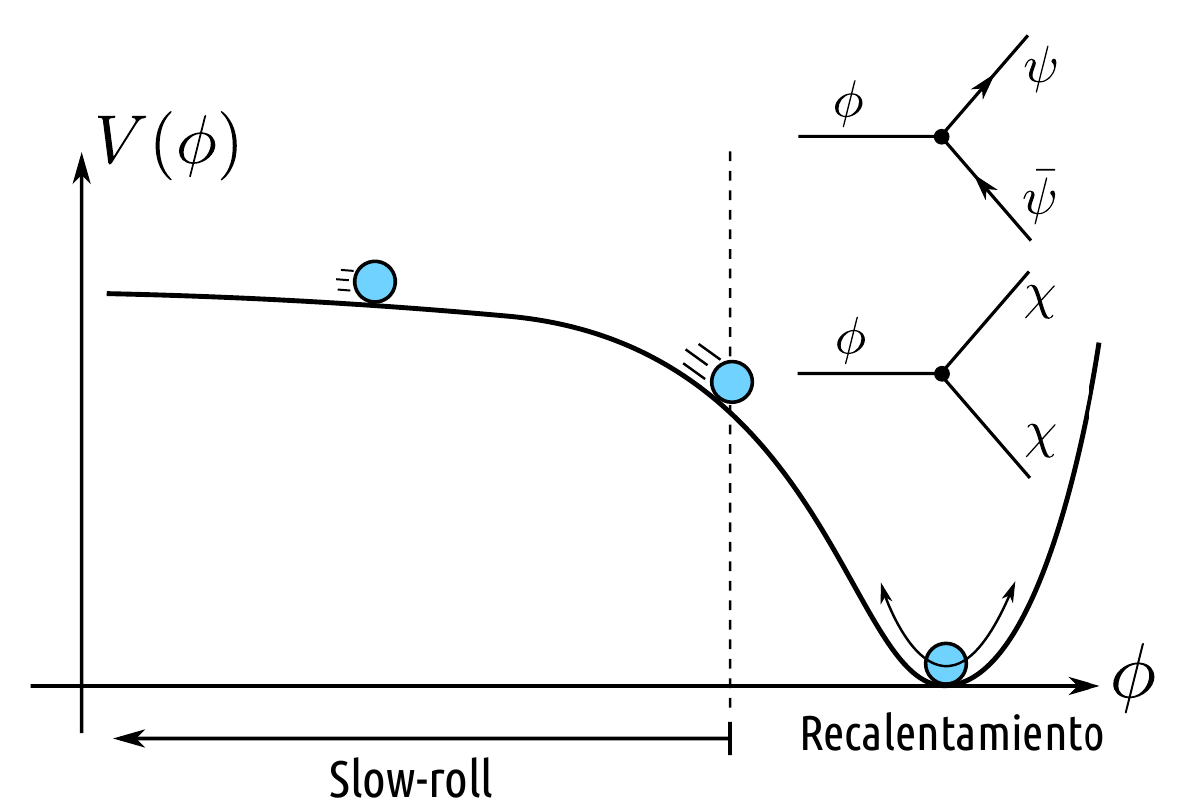 V(ϕ)
ϕ
ψ
ψ̄
ϕ
χ
χ
ϕ
Slow-roll
Recalentamiento